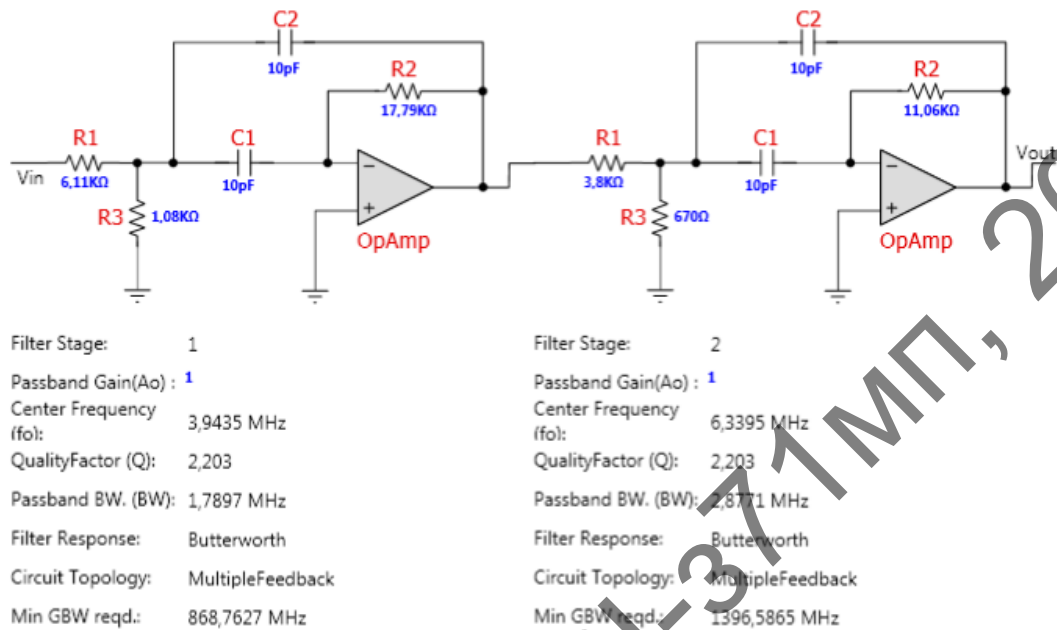 C2
10pF
R2
17,79KΩ
R1
6,11KΩ
Vin
C1
10pF
R3
1,08KΩ
OpAmp
C2
10pF
R2
11,06KΩ
R1
3,8KΩ
C1
10pF
R3
670Ω
OpAmp
Vout
Filter Stage: 1
Passband Gain(Ao) : 1
Center Frequency
(fo): 3,9435 MHz
QualityFactor (Q): 2,203
Passband BW. (BW): 1,7897 MHz
Filter Response: Butterworth
Circuit Topology: MultipleFeedback
Min GBW reqd.: 868,7627 MHz
Filter Stage: 2
Passband Gain(Ao) : 1
Center Frequency
(fo): 6,3395 MHz
QualityFactor (Q): 2,203
Passband BW. (BW): 2,8771 MHz
Filter Response: Butterworth
Circuit Topology: MultipleFeedback
Min GBW reqd.: 1396,5865 MHz
-371мп,